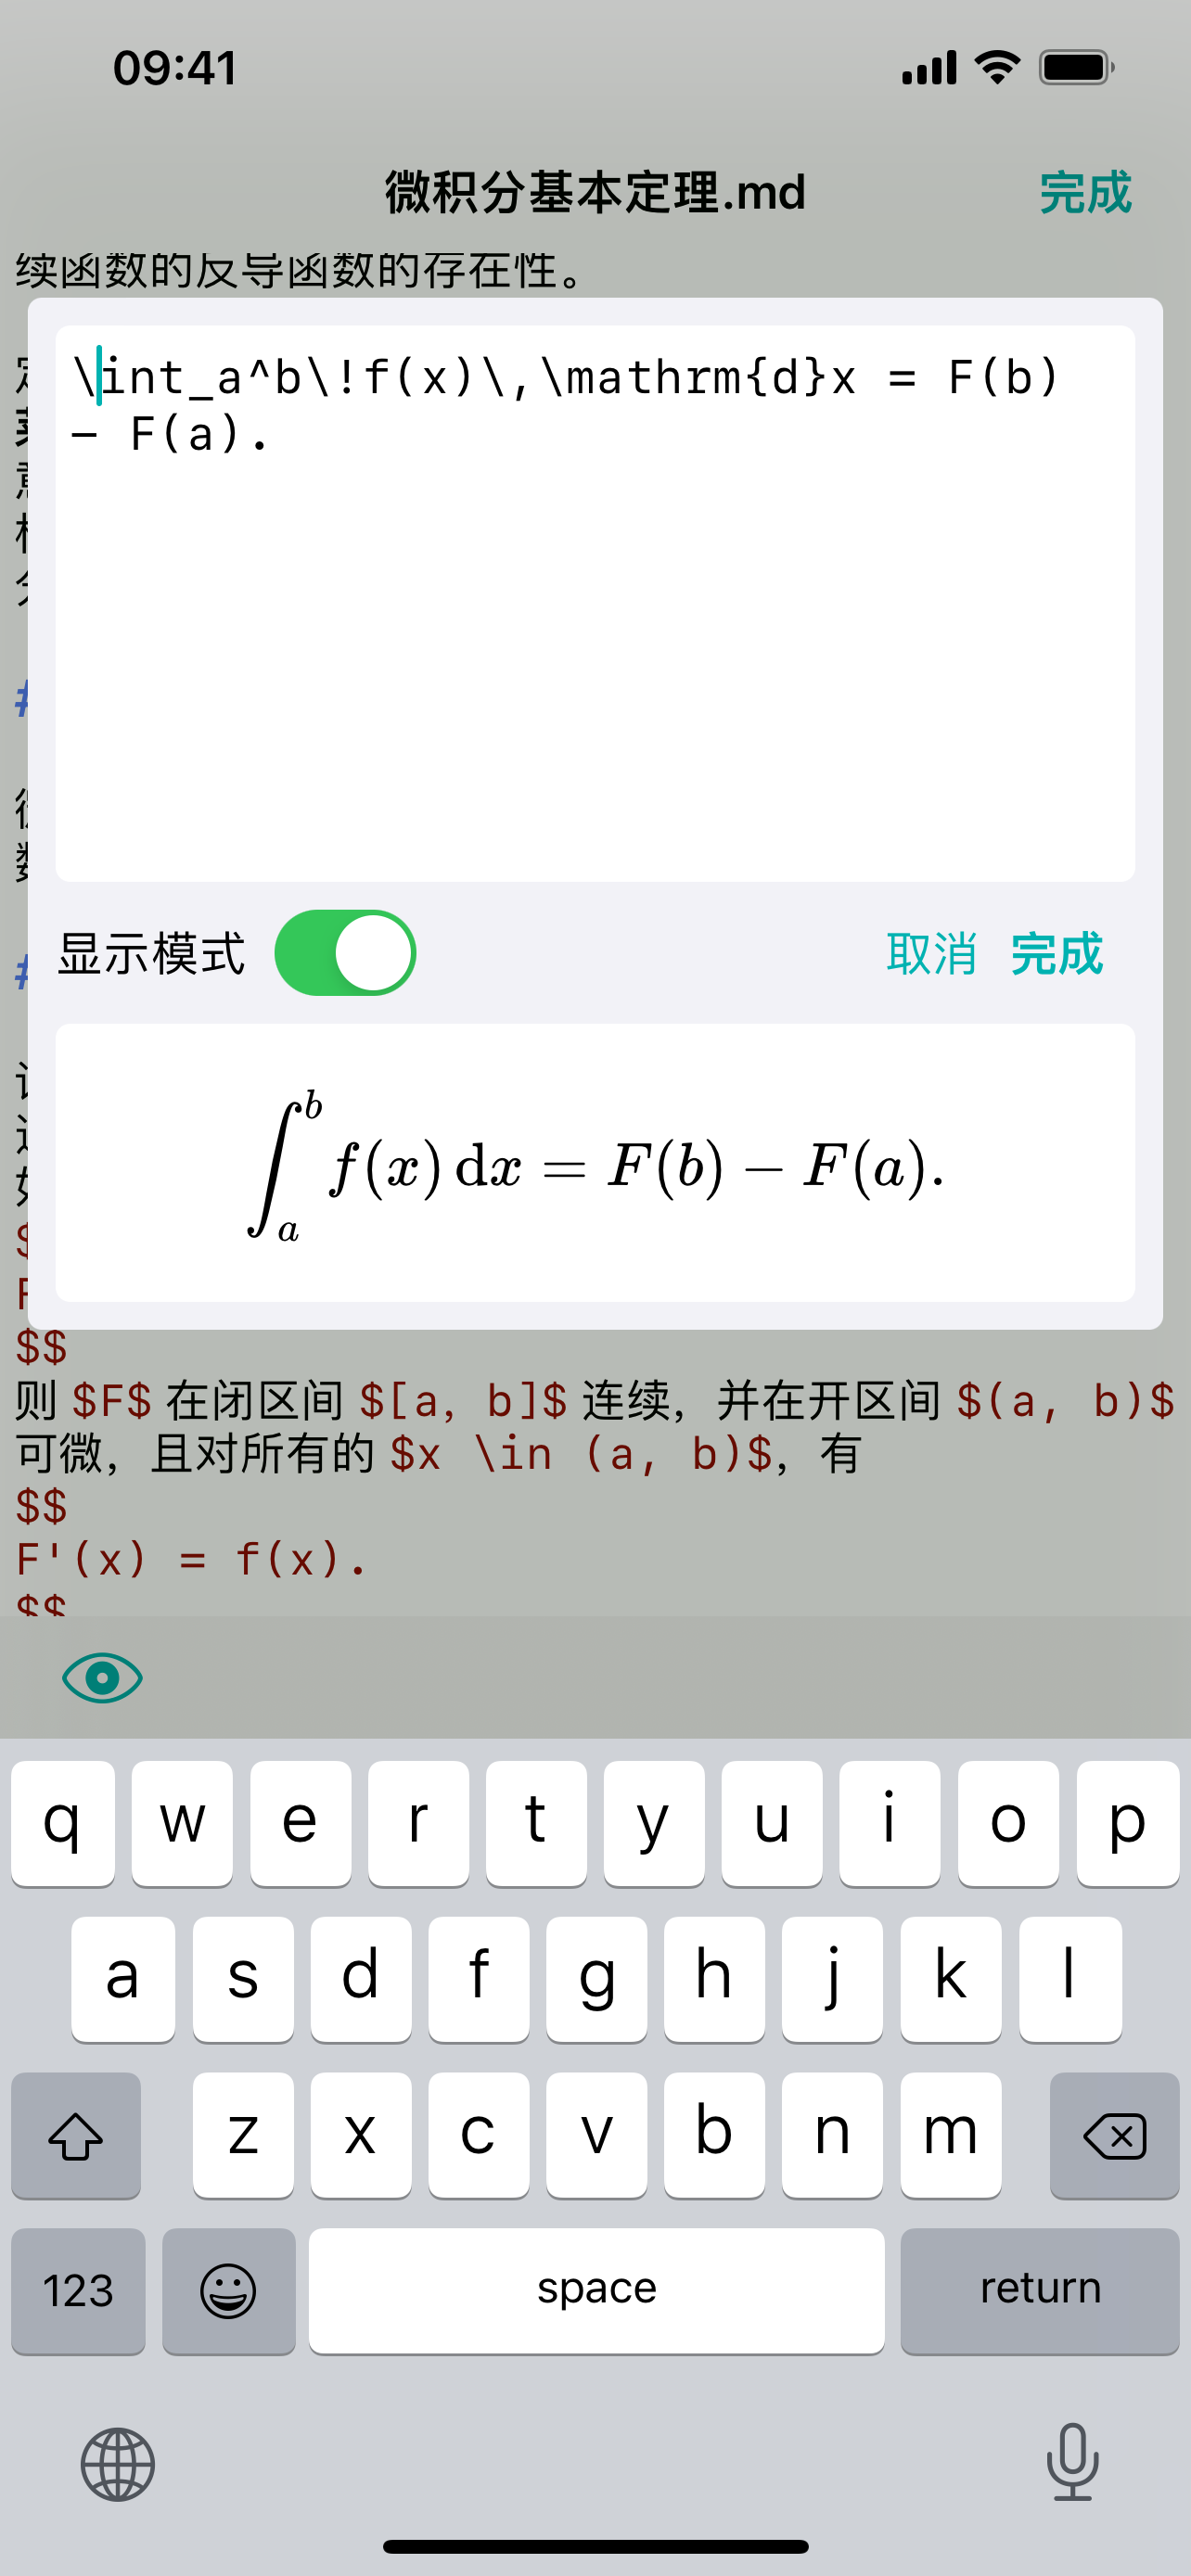 09:41
微积分基本定理.md
完成
续函数的反导函数的存在性。
\int_a^b\!f(x)\,\mathrm{d}x = F(b)
− F(a).
显示模式
取消
完成
∫_a^b f(x) dx = F(b) − F(a).
$$
则 $F$ 在闭区间 $[a, b]$ 连续，并在开区间 $(a, b)$
可微，且对所有的 $x \in (a, b)$，有
$$
F'(x) = f(x).
$$
q w e r t y u i o p
a s d f g h j k l
z x c v b n m
123
space
return